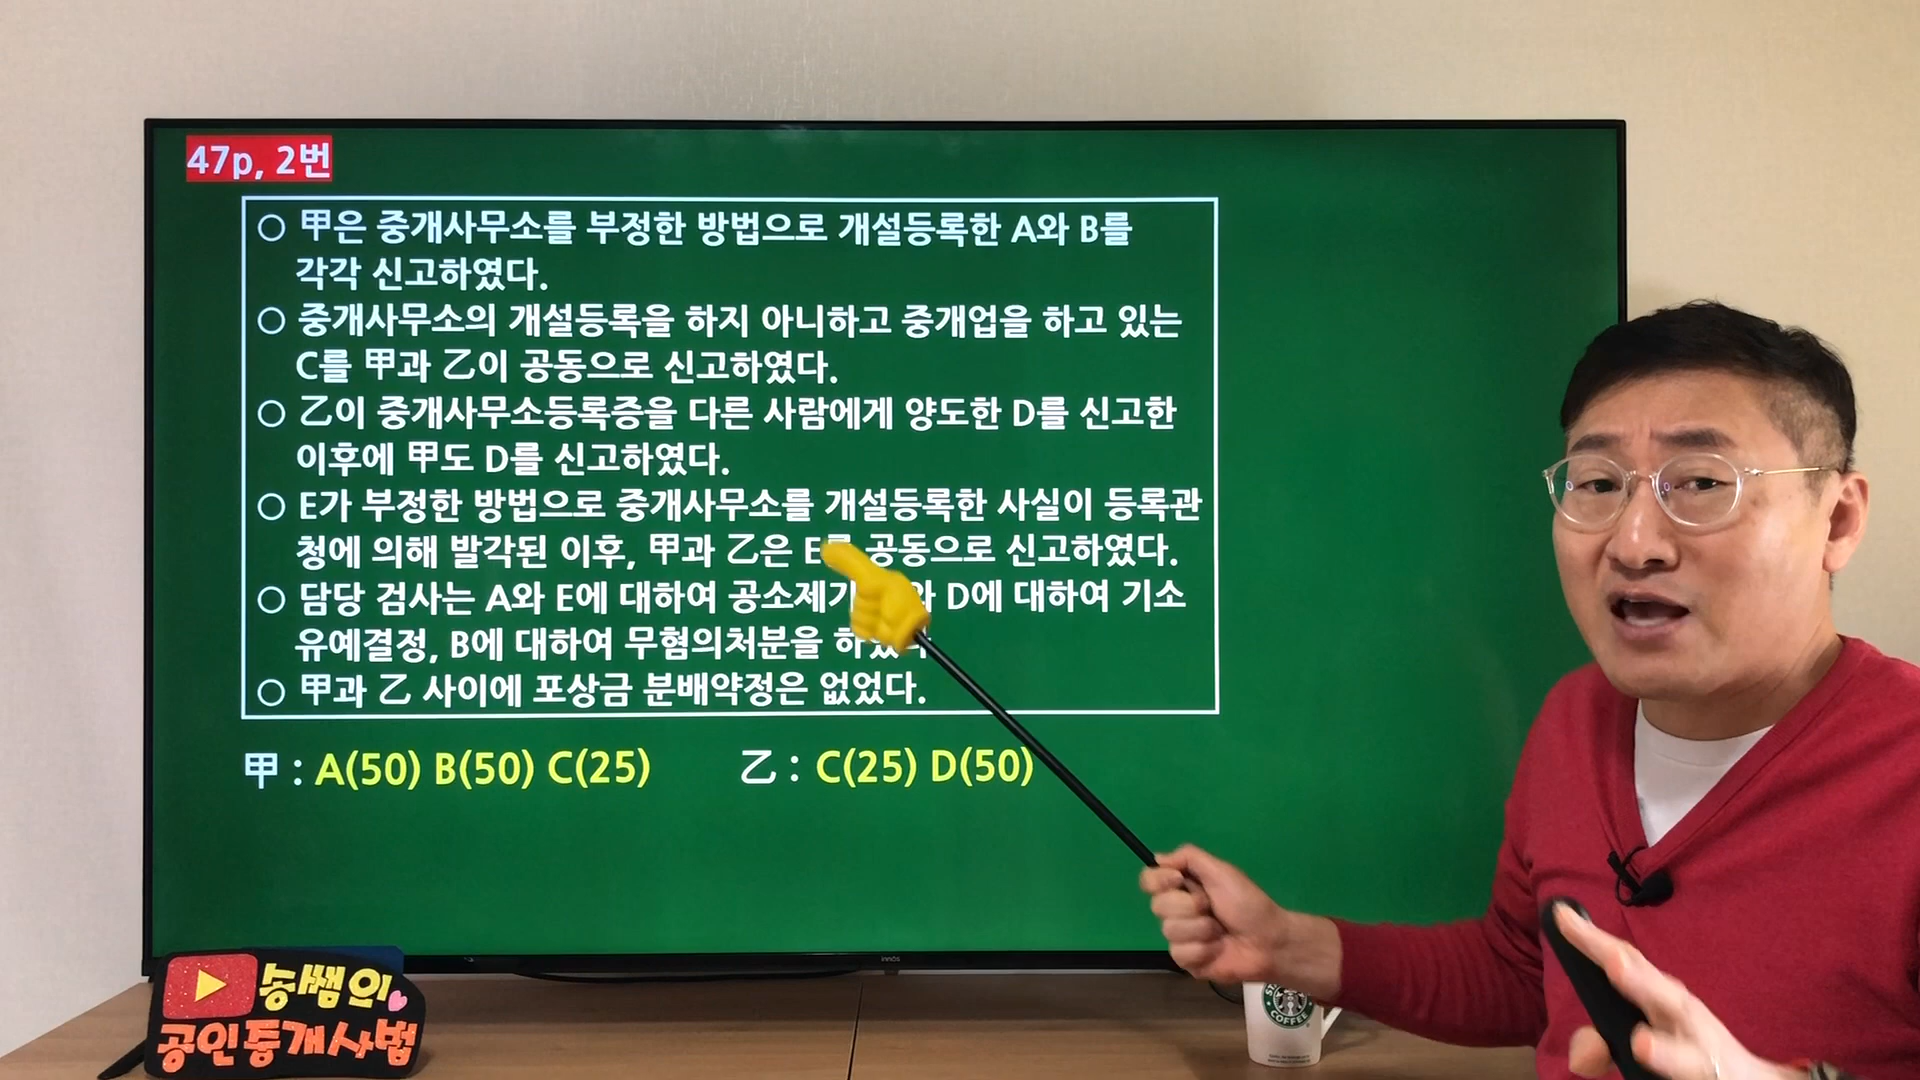 47p, 2번
○ 甲은 중개사무소를 부정한 방법으로 개설등록한 A와 B를
각각 신고하였다.
○ 중개사무소의 개설등록을 하지 아니하고 중개업을 하고 있는
C를 甲과 乙이 공동으로 신고하였다.
○ 乙이 중개사무소등록증을 다른 사람에게 양도한 D를 신고한
이후에 甲도 D를 신고하였다.
○ E가 부정한 방법으로 중개사무소를 개설등록한 사실이 등록관
청에 의해 발각된 이후, 甲과 乙은 E를 공동으로 신고하였다.
○ 담당 검사는 A와 E에 대하여 공소제기 와 D에 대하여 기소
유예결정, B에 대하여 무혐의처분을 하였다
○ 甲과 乙 사이에 포상금 분배약정은 없었다.
甲 : A(50) B(50) C(25) 乙 : C(25) D(50)
innos
송쌤의
공인중개사법
COFFEE